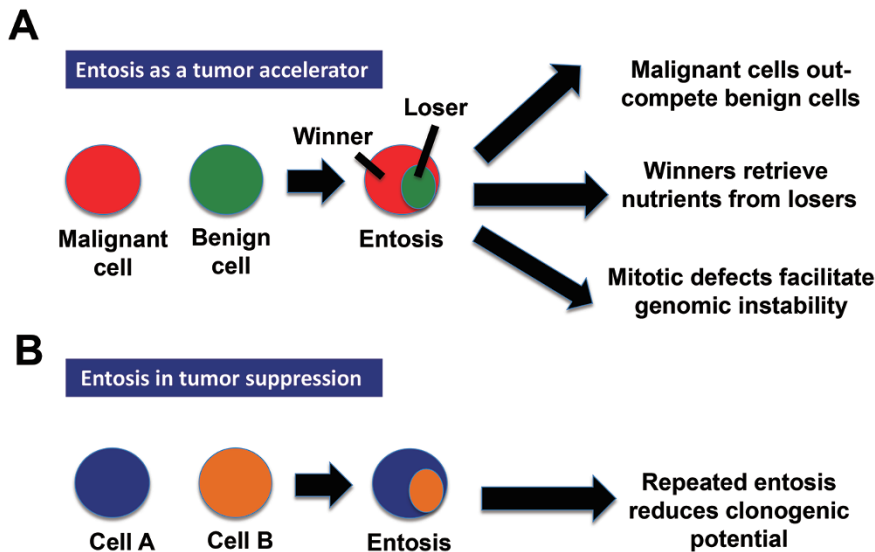 A
Entosis as a tumor accelerator
Winner
Loser
Malignant
cell
Benign
cell
Entosis
Malignant cells out-
compete benign cells
Winners retrieve
nutrients from losers
Mitotic defects facilitate
genomic instability
B
Entosis in tumor suppression
Cell A
Cell B
Entosis
Repeated entosis
reduces clonogenic
potential